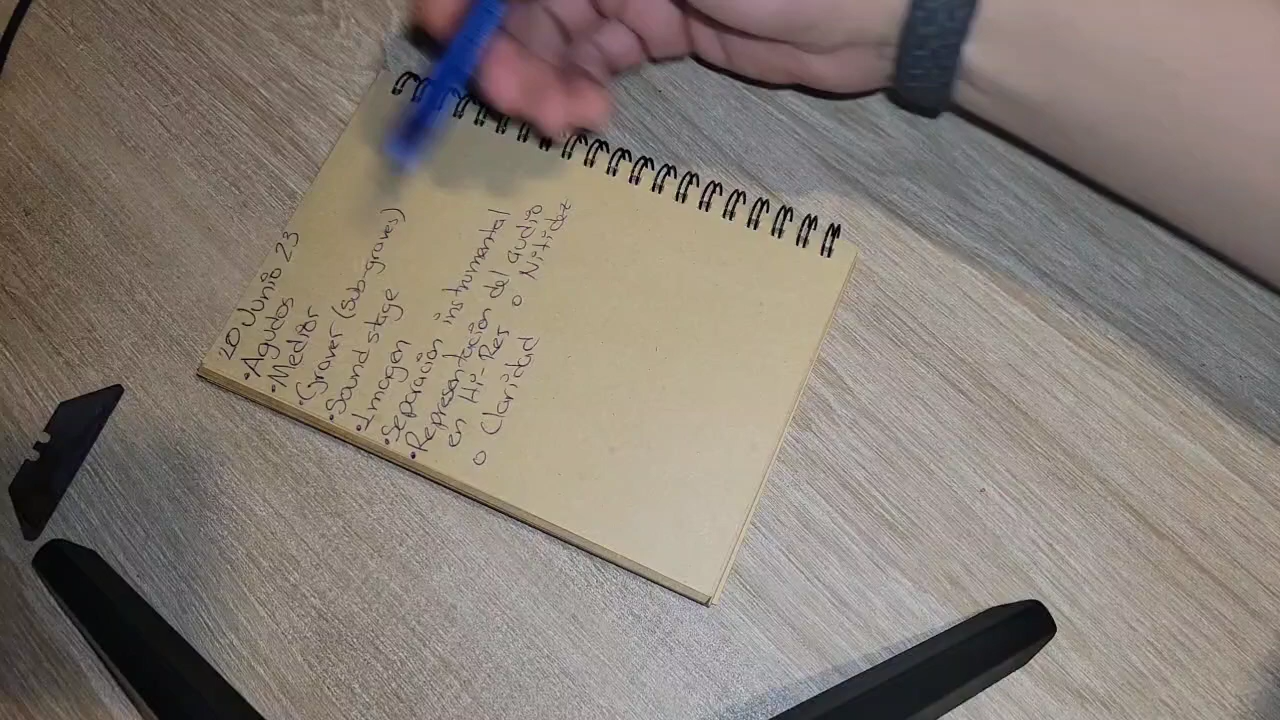 20 Junio 23
• Agudos
• Medios
• Graves (Sub-graves)
• Sound stage
• Imagen
• Separación instrumental
• Representación del audio
en Hi-Res o Nitidez
o Claridad